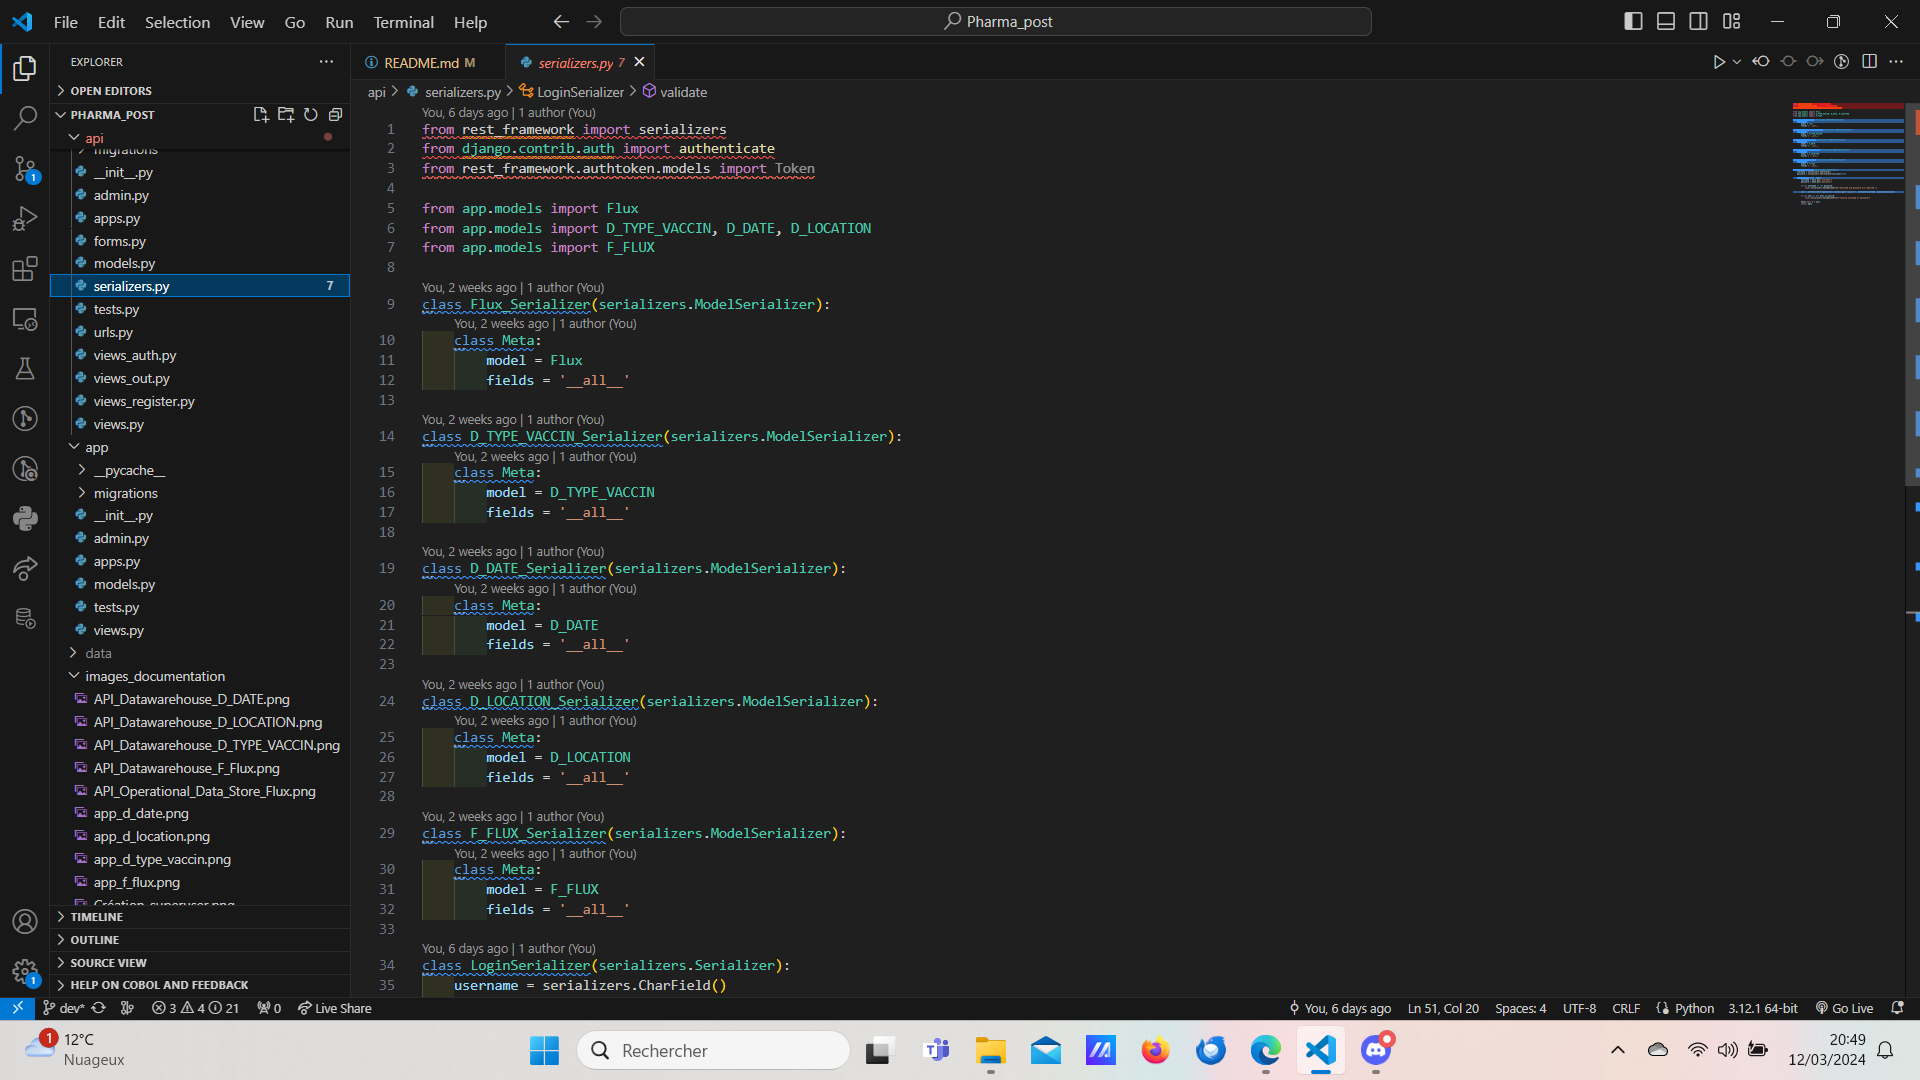 File Edit Selection View Go Run Terminal Help
Pharma_post
EXPLORER
OPEN EDITORS
PHARMA_POST
api
migrations
__init__.py
admin.py
apps.py
forms.py
models.py
serializers.py 7
tests.py
urls.py
views_auth.py
views_out.py
views_register.py
views.py
app
__pycache__
migrations
__init__.py
admin.py
apps.py
models.py
tests.py
views.py
data
images_documentation
API_Datawarehouse_D_DATE.png
API_Datawarehouse_D_LOCATION.png
API_Datawarehouse_D_TYPE_VACCIN.png
API_Datawarehouse_F_Flux.png
API_Operational_Data_Store_Flux.png
app_d_date.png
app_d_location.png
app_d_type_vaccin.png
app_f_flux.png
Création_superuser.png
TIMELINE
OUTLINE
SOURCE VIEW
HELP ON COBOL AND FEEDBACK
1
1
README.md M
serializers.py 7
api > serializers.py > LoginSerializer > validate
You, 6 days ago | 1 author (You)
1 from rest_framework import serializers
2 from django.contrib.auth import authenticate
3 from rest_framework.authtoken.models import Token
4
5 from app.models import Flux
6 from app.models import D_TYPE_VACCIN, D_DATE, D_LOCATION
7 from app.models import F_FLUX
8
You, 2 weeks ago | 1 author (You)
9 class Flux_Serializer(serializers.ModelSerializer):
You, 2 weeks ago | 1 author (You)
10 class Meta:
11 model = Flux
12 fields = '__all__'
13
You, 2 weeks ago | 1 author (You)
14 class D_TYPE_VACCIN_Serializer(serializers.ModelSerializer):
You, 2 weeks ago | 1 author (You)
15 class Meta:
16 model = D_TYPE_VACCIN
17 fields = '__all__'
18
You, 2 weeks ago | 1 author (You)
19 class D_DATE_Serializer(serializers.ModelSerializer):
You, 2 weeks ago | 1 author (You)
20 class Meta:
21 model = D_DATE
22 fields = '__all__'
23
You, 2 weeks ago | 1 author (You)
24 class D_LOCATION_Serializer(serializers.ModelSerializer):
You, 2 weeks ago | 1 author (You)
25 class Meta:
26 model = D_LOCATION
27 fields = '__all__'
28
You, 2 weeks ago | 1 author (You)
29 class F_FLUX_Serializer(serializers.ModelSerializer):
You, 2 weeks ago | 1 author (You)
30 class Meta:
31 model = F_FLUX
32 fields = '__all__'
33
You, 6 days ago | 1 author (You)
34 class LoginSerializer(serializers.Serializer):
35 username = serializers.CharField()
dev* 3 4 21 0 Live Share
You, 6 days ago Ln 51, Col 20 Spaces: 4 UTF-8 CRLF Python 3.12.1 64-bit Go Live
1
12°C
Nuageux
Rechercher
20:49
12/03/2024